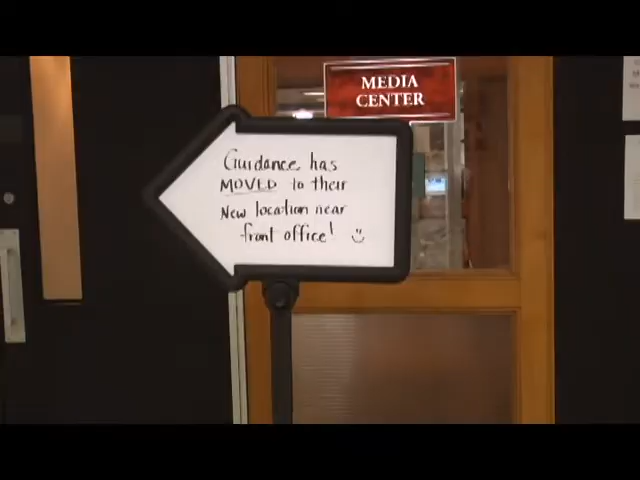 MEDIA
CENTER
Guidance has
MOVED to their
New location near
front office! :)